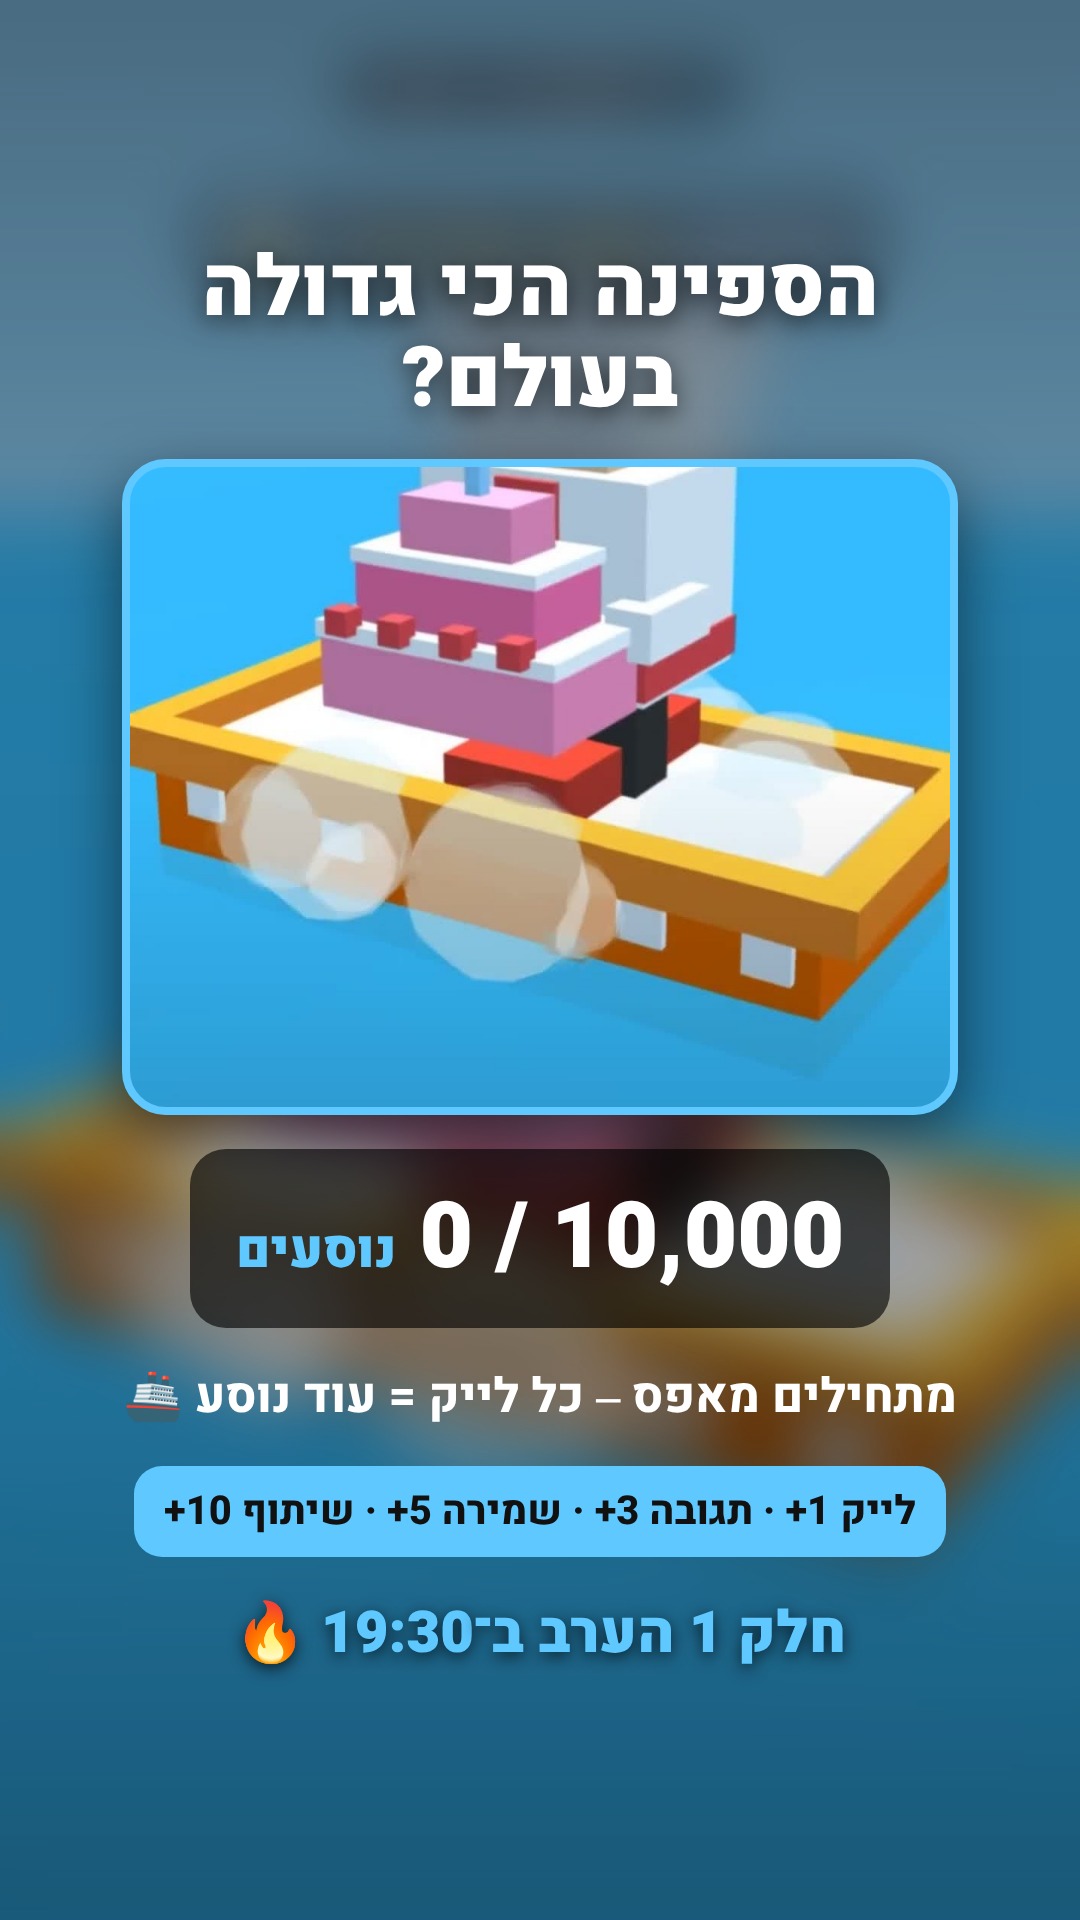 הספינה הכי גדולה
בעולם?
0 / 10,000 נוסעים
מתחילים מאפס – כל לייק = עוד נוסע 🚢
לייק 1+ · תגובה 3+ · שמירה 5+ · שיתוף 10+
חלק 1 הערב ב־19:30 🔥